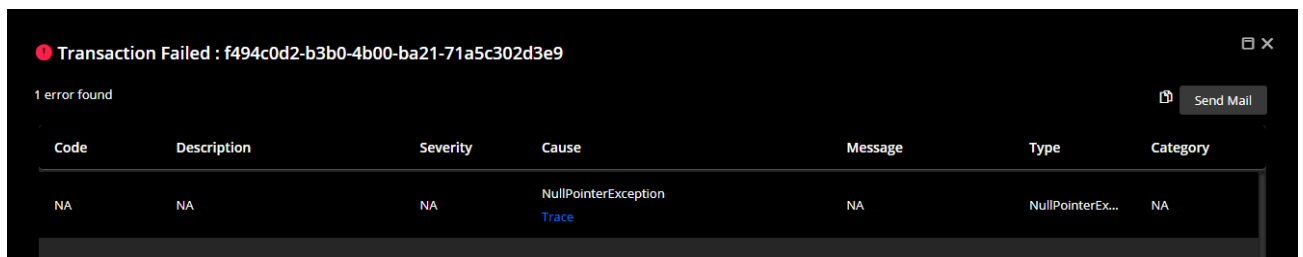 Transaction Failed : f494c0d2-b3b0-4b00-ba21-71a5c302d3e9
1 error found
Send Mail
Code Description Severity Cause Message Type Category
NA NA NA NullPointerException NA NullPointerEx... NA
Trace